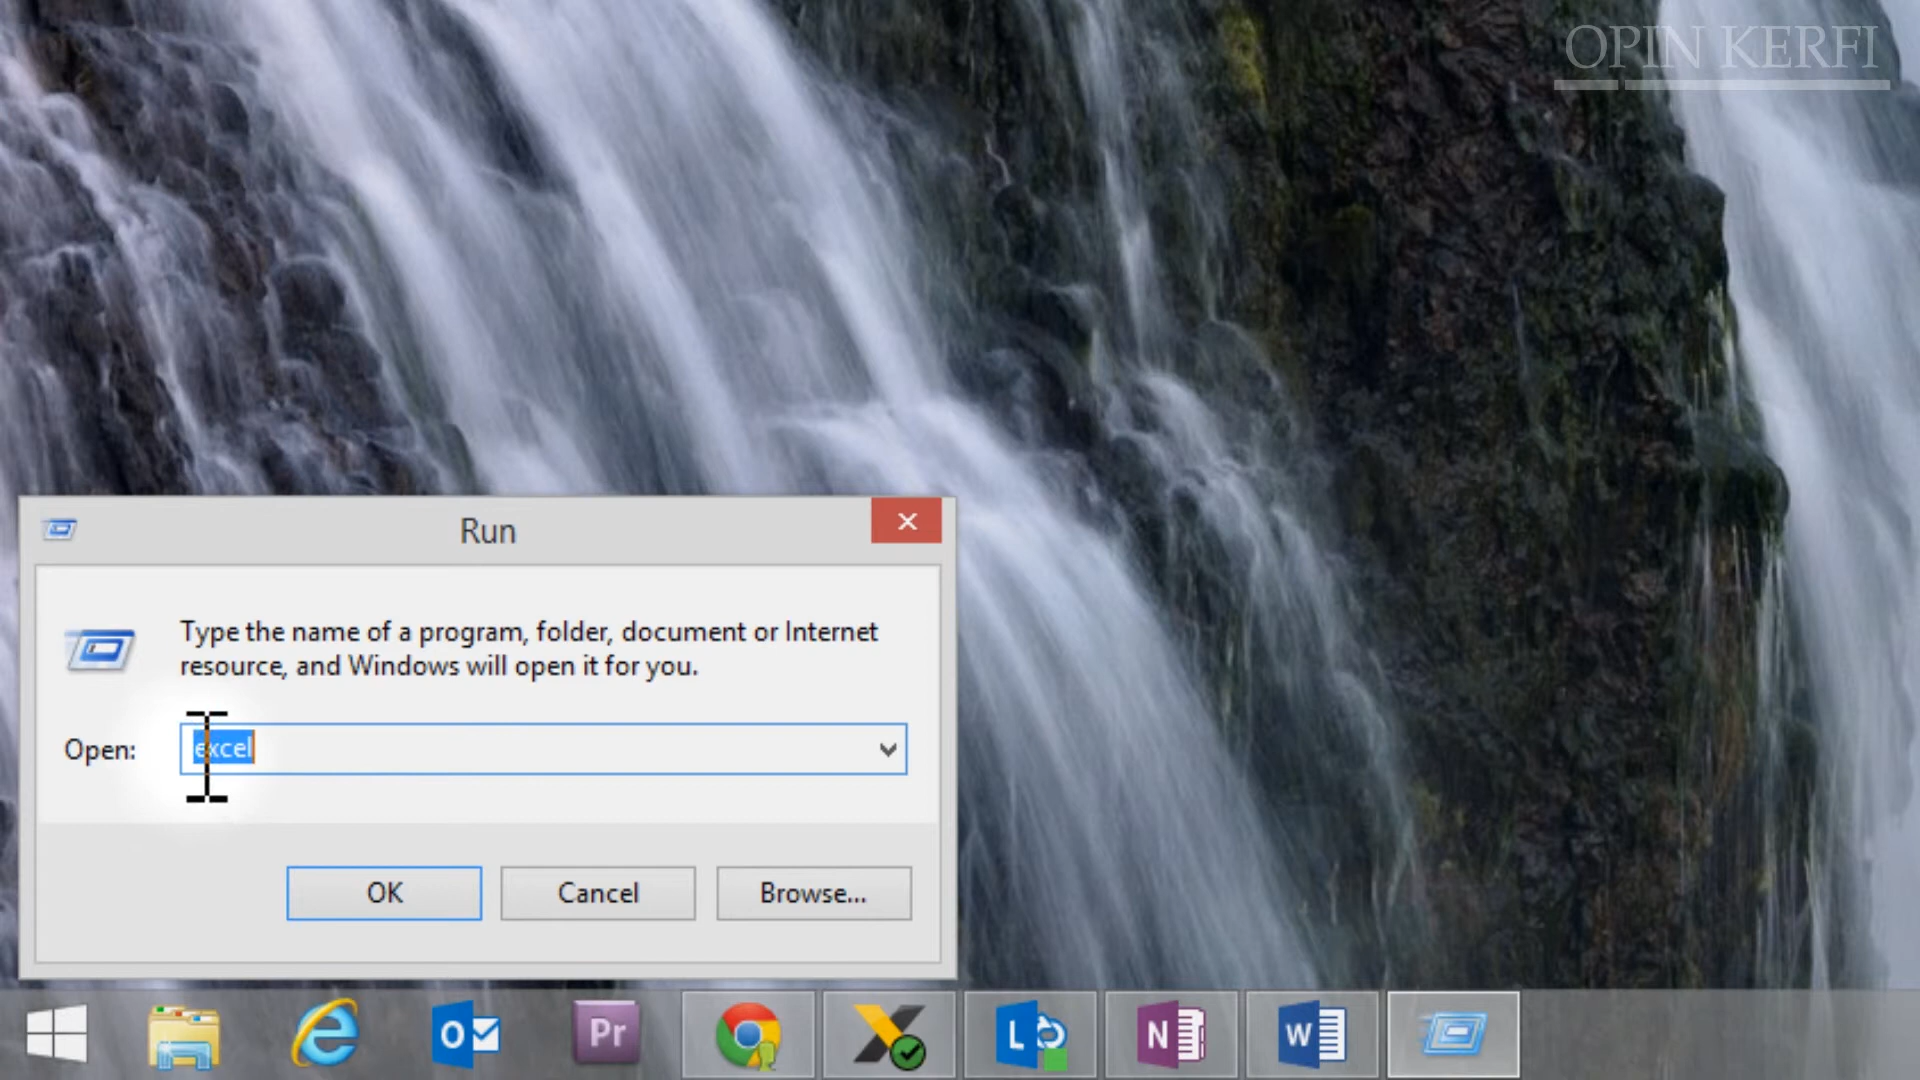 OPIN KERFI
Run
Type the name of a program, folder, document or Internet
resource, and Windows will open it for you.
Open: excel
OK Cancel Browse...
O Pr L N W